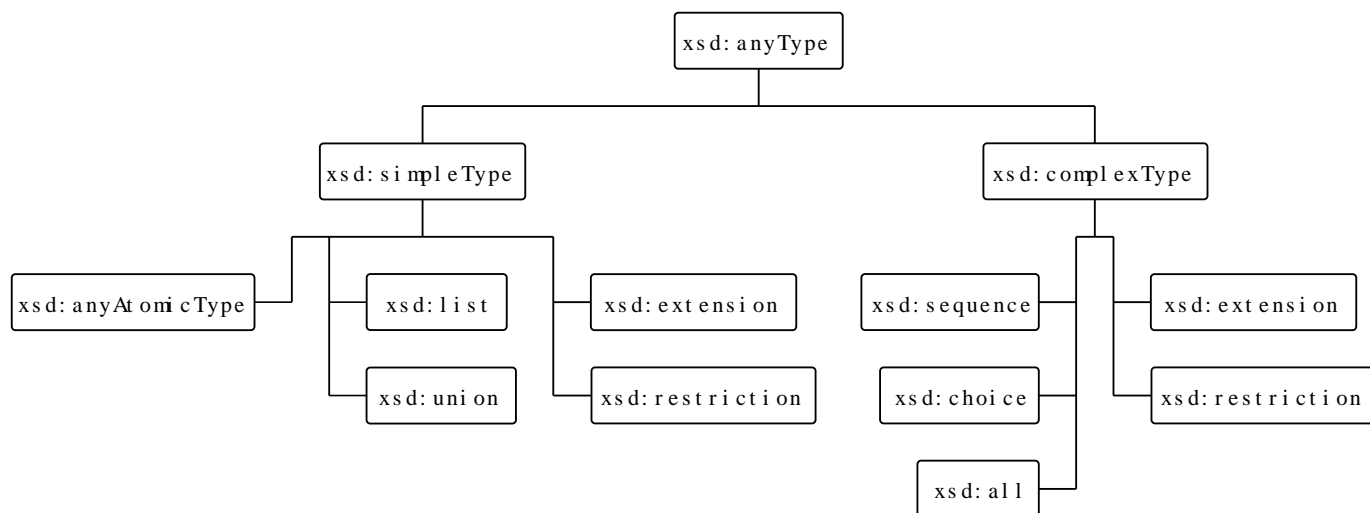 xsd:anyType
xsd:simpleType
xsd:complexType
xsd:anyAtomicType
xsd:list
xsd:extension
xsd:sequence
xsd:extension
xsd:union
xsd:restriction
xsd:choice
xsd:restriction
xsd:all